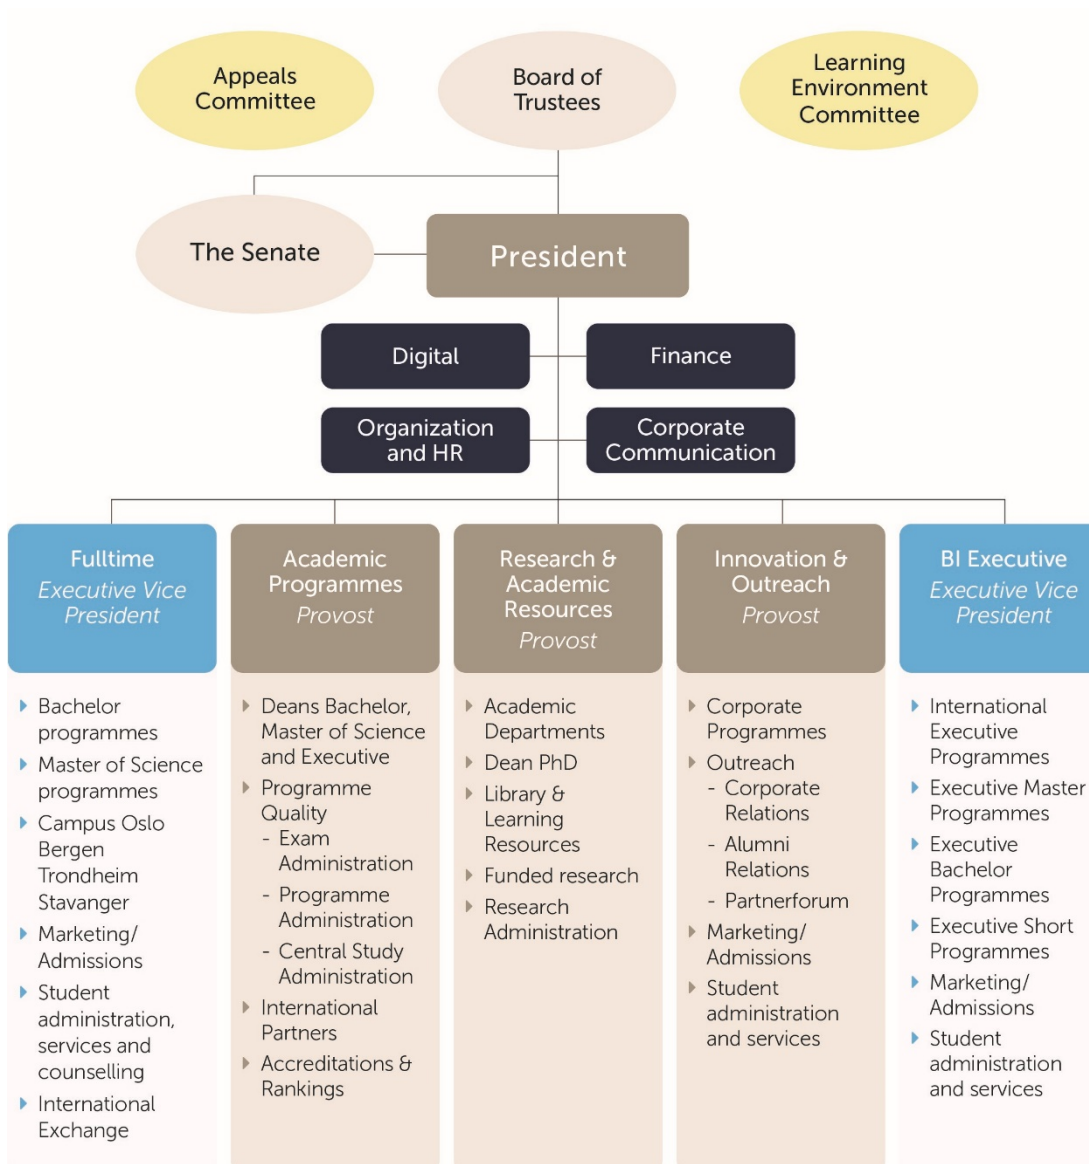 Appeals
Committee
Board of
Trustees
Learning
Environment
Committee
The Senate
President
Digital
Finance
Organization
and HR
Corporate
Communication
Fulltime
Executive Vice
President
Academic
Programmes
Provost
Research &
Academic
Resources
Provost
Innovation &
Outreach
Provost
BI Executive
Executive Vice
President
Bachelor
programmes
Master of Science
programmes
Campus Oslo
Bergen
Trondheim
Stavanger
Marketing/
Admissions
Student
administration,
services and
counselling
International
Exchange
Deans Bachelor,
Master of Science
and Executive
Programme
Quality
- Exam
Administration
- Programme
Administration
- Central Study
Administration
International
Partners
Accreditations &
Rankings
Academic
Departments
Dean PhD
Library &
Learning
Resources
Funded research
Research
Administration
Corporate
Programmes
Outreach
- Corporate
Relations
- Alumni
Relations
- Partnerforum
Marketing/
Admissions
Student
administration
and services
International
Executive
Programmes
Executive Master
Programmes
Executive
Bachelor
Programmes
Executive Short
Programmes
Marketing/
Admissions
Student
administration
and services